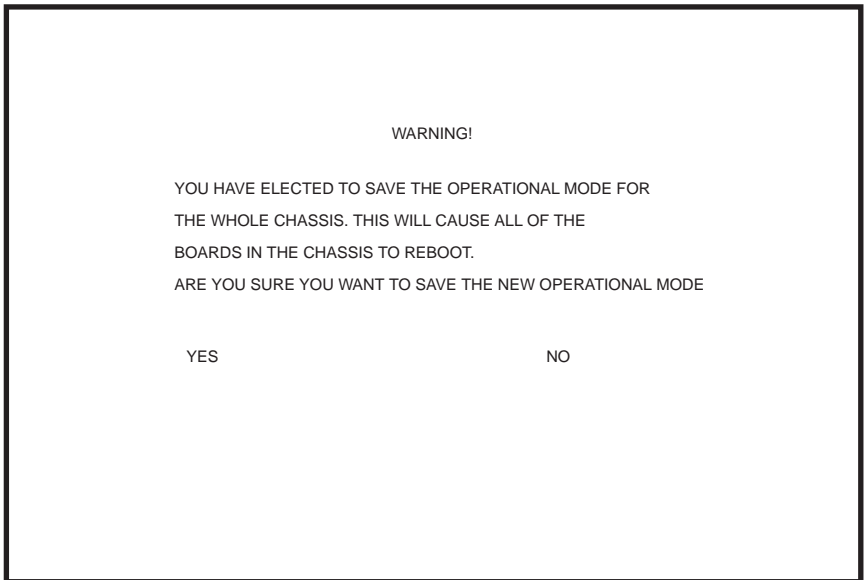 WARNING!
YOU HAVE ELECTED TO SAVE THE OPERATIONAL MODE FOR
THE WHOLE CHASSIS. THIS WILL CAUSE ALL OF THE
BOARDS IN THE CHASSIS TO REBOOT.
ARE YOU SURE YOU WANT TO SAVE THE NEW OPERATIONAL MODE
YES NO